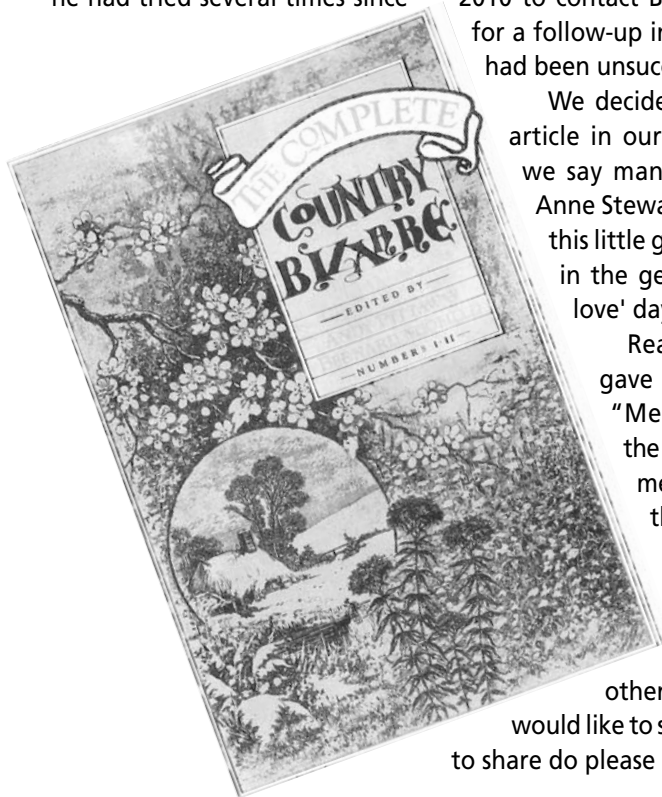 he had tried several times since
2010 to contact B
for a follow-up in
had been unsuc
We decide
article in our
we say man
Anne Stewa
this little g
in the ge
love' day
Rea
gave
“Me
the
me
th
other
would like to s
to share do please
THE COMPLETE
COUNTRY
BIZARRE
EDITED BY
NUMBERS 1-11